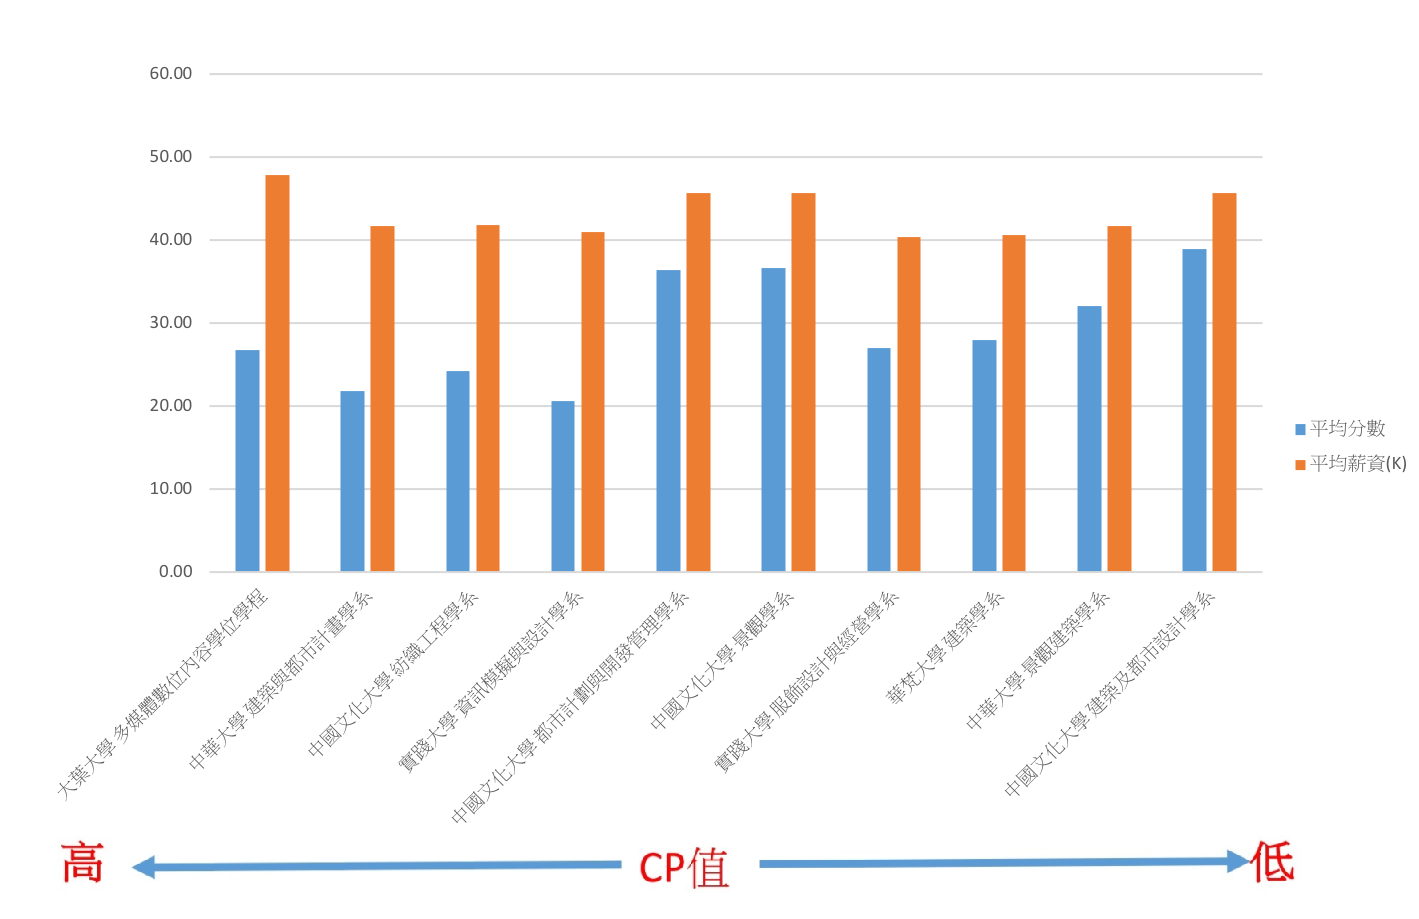 60.00
50.00
40.00
30.00
20.00
10.00
0.00
平均分數
平均薪資(K)
大葉大學 多媒體數位內容學位學程
中華大學 建築與都市計畫學系
中國文化大學 紡織工程學系
實踐大學 資訊模擬與設計學系
中國文化大學 都市計劃與開發管理學系
中國文化大學 景觀學系
實踐大學 服飾設計與經營學系
華梵大學 建築學系
中華大學 景觀建築學系
中國文化大學 建築及都市設計學系
高 CP值 低